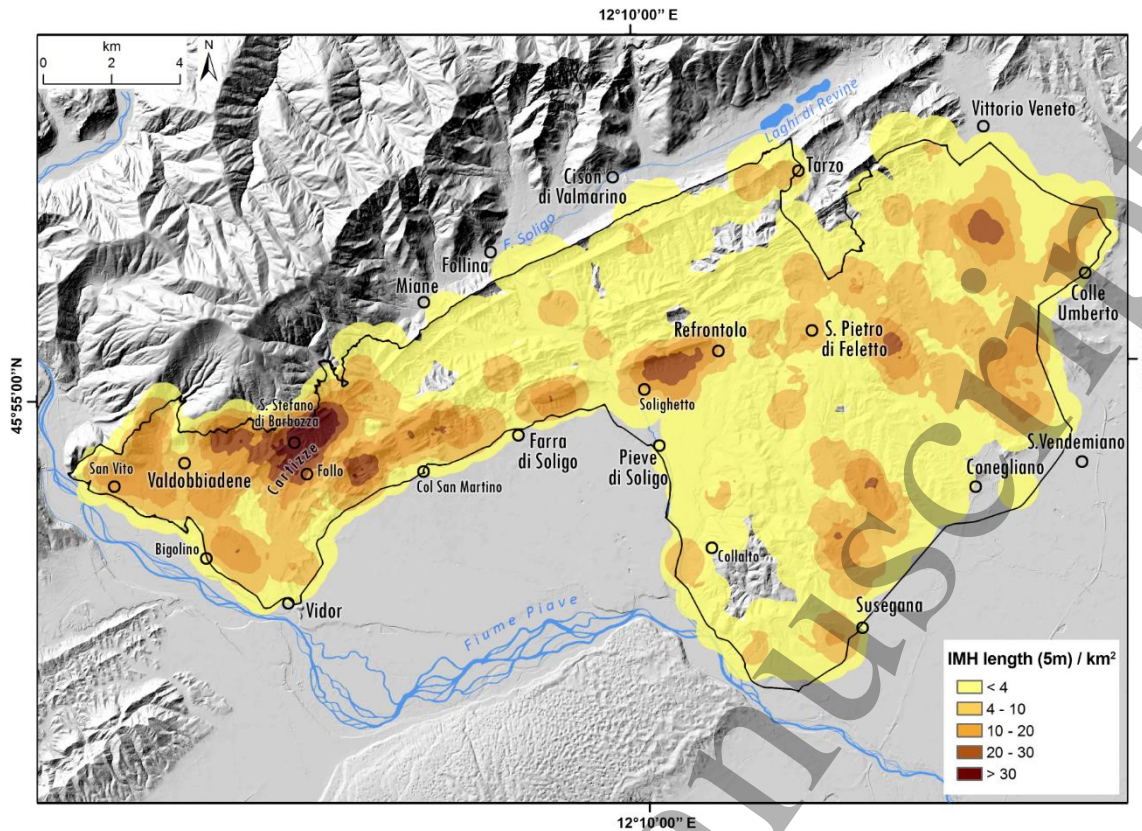 12°10'00’’ E
km
N
0 2 4
Vittorio Veneto
Laghi di Revine
Tarzo
Cison
di Valmarino
F. Soligo
Follina
Colle
Umberto
Miane
Refrontolo
S. Pietro
di Feletto
45°55'00’’N
Solighetto
S. Stefano
di Barbozza
Cartizze
Farra
di Soligo
Pieve
di Soligo
S.Vendemiano
San Vito
Valdobbiadene
Follo
Col San Martino
Conegliano
Bigolino
Collalto
Vidor
Fiume Piave
Susegana
IMH length (5m) / km²
< 4
4 - 10
10 - 20
20 - 30
> 30
12°10'00’’ E